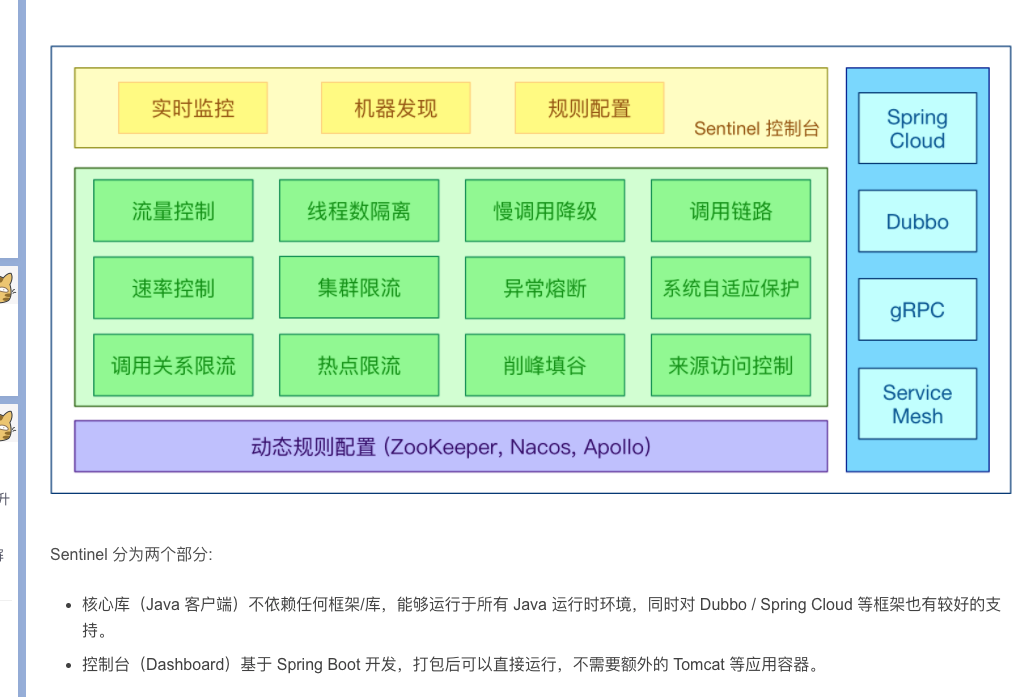 实时监控
机器发现
规则配置
Sentinel 控制台
流量控制
线程数隔离
慢调用降级
调用链路
速率控制
集群限流
异常熔断
系统自适应保护
调用关系限流
热点限流
削峰填谷
来源访问控制
动态规则配置 (ZooKeeper, Nacos, Apollo)
Spring
Cloud
Dubbo
gRPC
Service
Mesh
升
Sentinel 分为两个部分:
核心库（Java 客户端）不依赖任何框架/库，能够运行于所有 Java 运行时环境，同时对 Dubbo / Spring Cloud 等框架也有较好的支
持。
控制台（Dashboard）基于 Spring Boot 开发，打包后可以直接运行，不需要额外的 Tomcat 等应用容器。